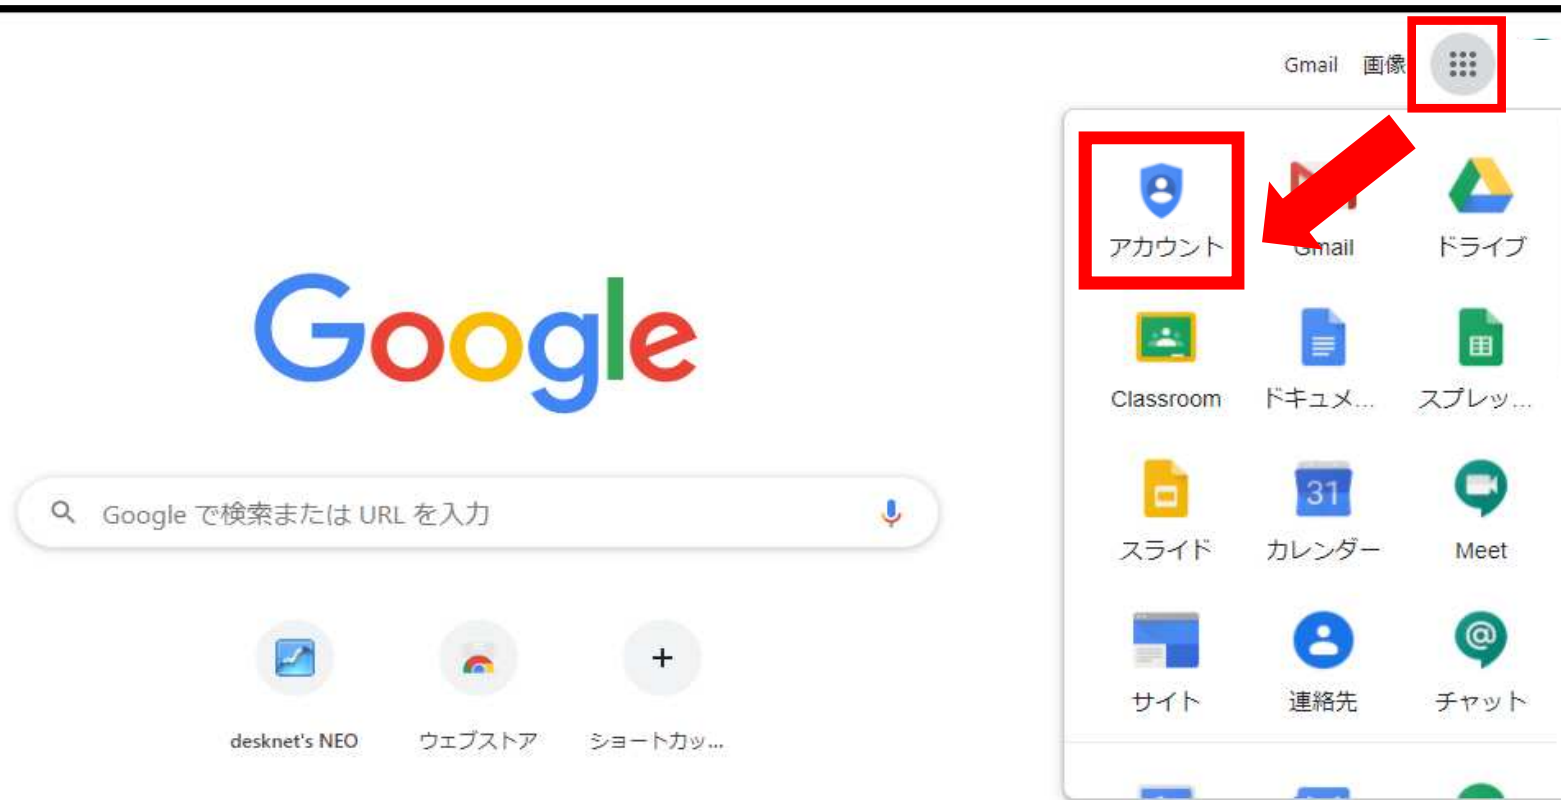 Gmail 画像
アカウント Gmail ドライブ
Google
Classroom ドキュメ... スプレッ...
31
Google で検索または URL を入力
スライド カレンダー Meet
@
サイト 連絡先 チャット
desknet's NEO ウェブストア ショートカッ...